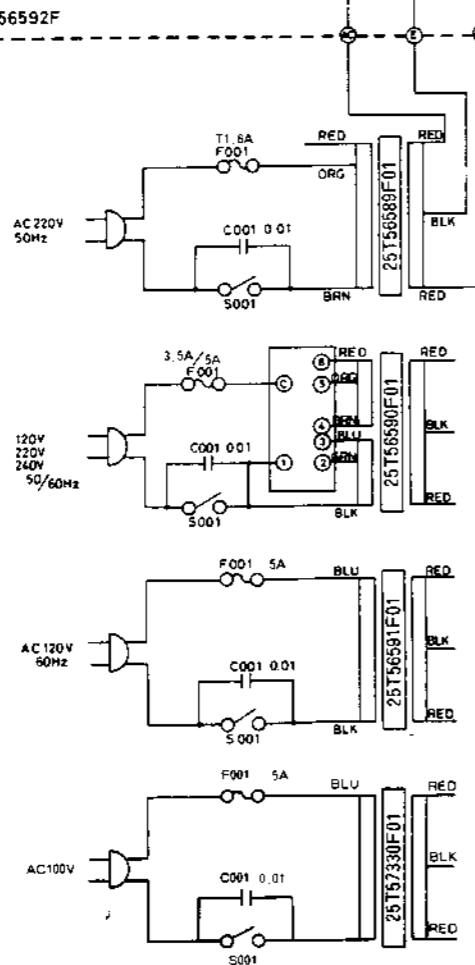 56592F
AC E
T1.6A
F001
RED
ORG
RED
AC 220V
50Hz
C001 0.01
S001
BRN
25T56589F01
BLK
RED
3.5A/5A
F001
C
6 RED
5 ORG
4 BRN
3 BLU
2 BRN
1
120V
220V
240V
50/60Hz
C001 0.01
S001
BLK
25T56590F01
RED
BLK
RED
F001 5A
BLU
RED
AC 120V
60Hz
C001 0.01
S001
BLK
25T56591F01
BLK
RED
F001 5A
BLU
RED
AC100V
C001 0.01
S001
25T57330F01
BLK
RED